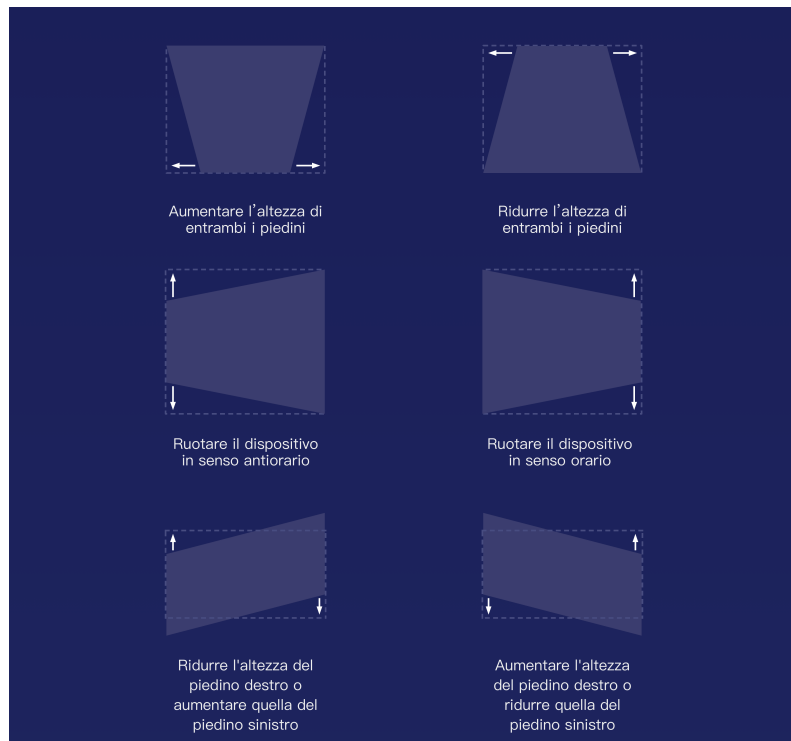 Aumentare l’altezza di
entrambi i piedini
Ridurre l’altezza di
entrambi i piedini
Ruotare il dispositivo
in senso antiorario
Ruotare il dispositivo
in senso orario
Ridurre l'altezza del
piedino destro o
aumentare quella del
piedino sinistro
Aumentare l'altezza
del piedino destro o
ridurre quella del
piedino sinistro